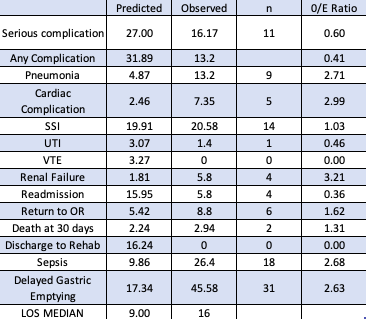 Predicted Observed n 0/E Ratio
Serious complication 27.00 16.17 11 0.60
Any Complication 31.89 13.2 0.41
Pneumonia 4.87 13.2 9 2.71
Cardiac
Complication 2.46 7.35 5 2.99
SSI 19.91 20.58 14 1.03
UTI 3.07 1.4 1 0.46
VTE 3.27 0 0 0.00
Renal Failure 1.81 5.8 4 3.21
Readmission 15.95 5.8 4 0.36
Return to OR 5.42 8.8 6 1.62
Death at 30 days 2.24 2.94 2 1.31
Discharge to Rehab 16.24 0 0 0.00
Sepsis 9.86 26.4 18 2.68
Delayed Gastric
Emptying 17.34 45.58 31 2.63
LOS MEDIAN 9.00 16